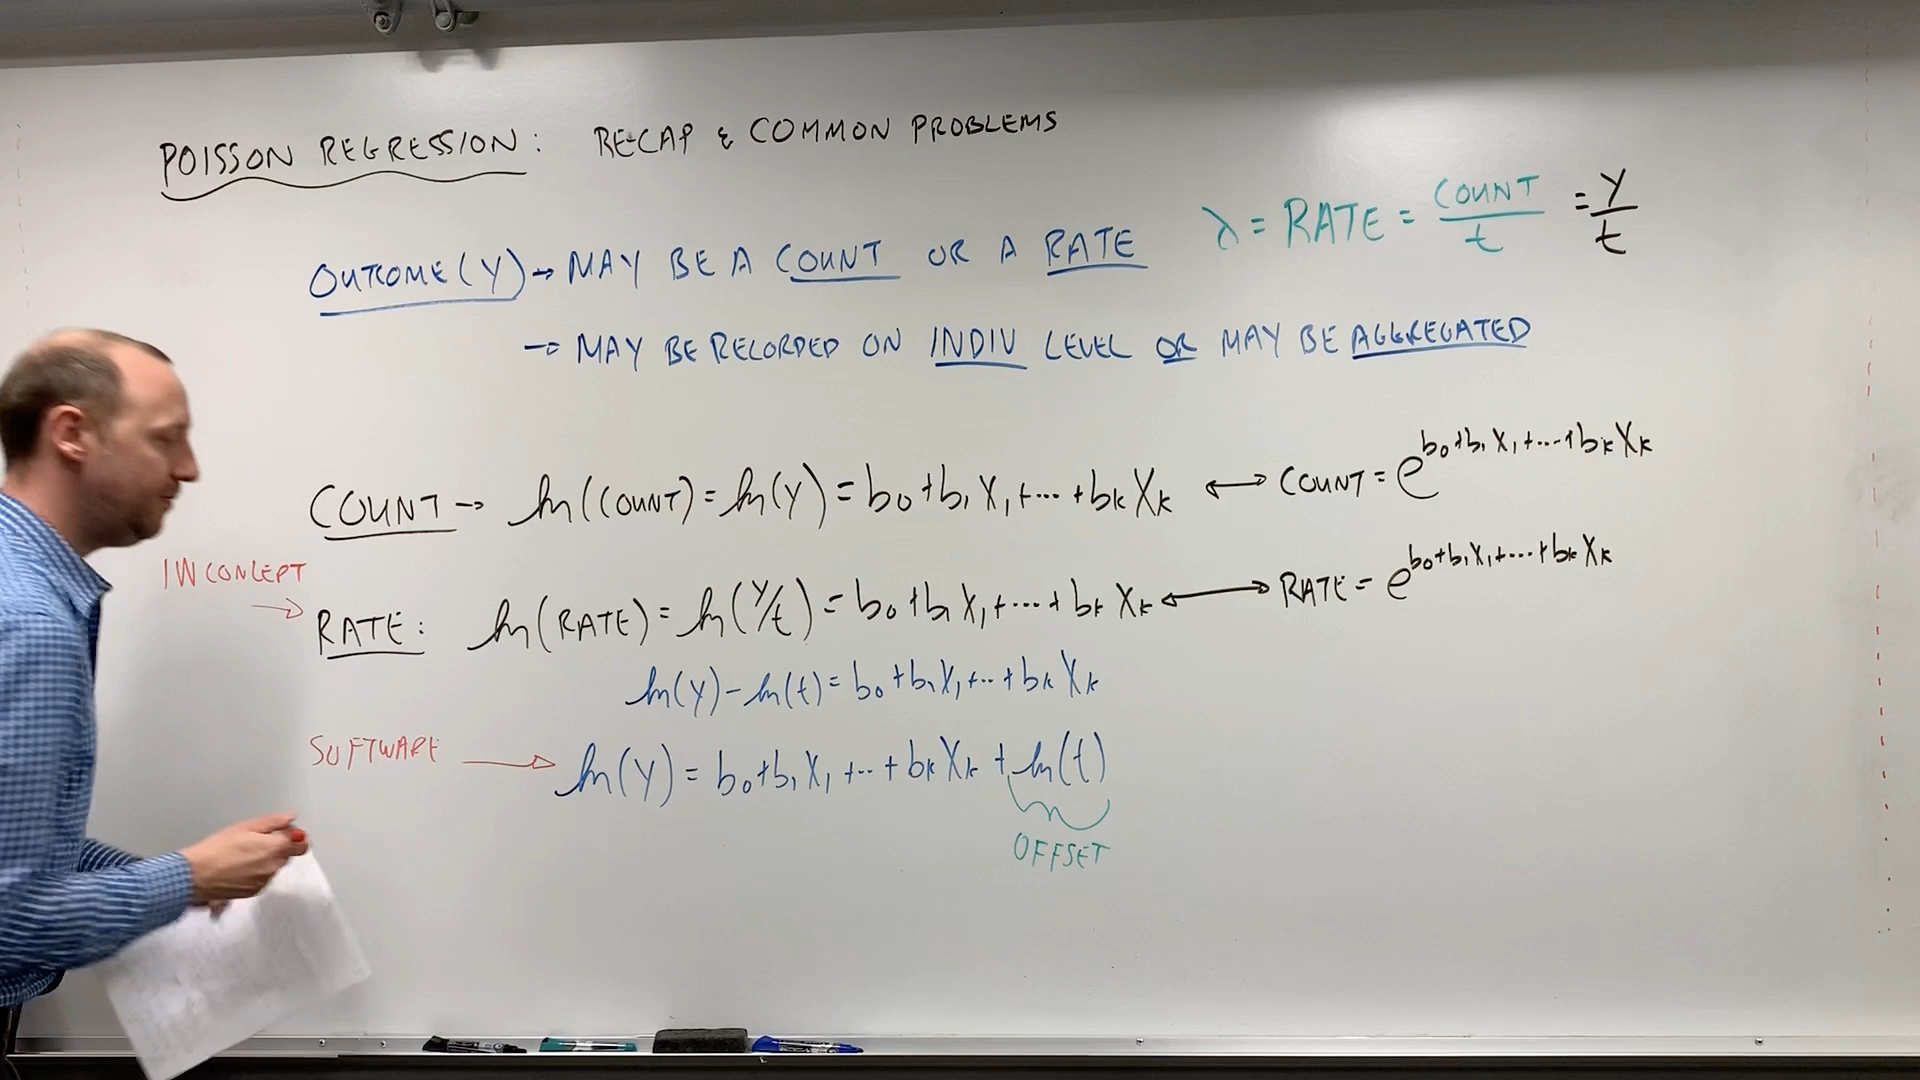 POISSON REGRESSION: RECAP & COMMON PROBLEMS
OUTCOME(Y) → MAY BE A COUNT OR A RATE λ = RATE = COUNT/t = Y/t
→ MAY BE RECORDED ON INDIV LEVEL OR MAY BE AGGREGATED
COUNT → ln(COUNT) = ln(Y) = b₀+b₁X₁+...+bₖXₖ ↔ COUNT = e^(b₀+b₁X₁+...+bₖXₖ)
IN CONCEPT →
RATE: ln(RATE) = ln(Y/t) = b₀+b₁X₁+...+bₖXₖ ↔ RATE = e^(b₀+b₁X₁+...+bₖXₖ)
ln(Y)-ln(t) = b₀+b₁X₁+...+bₖXₖ
SOFTWARE → ln(Y) = b₀+b₁X₁+...+bₖXₖ + ln(t)
OFFSET